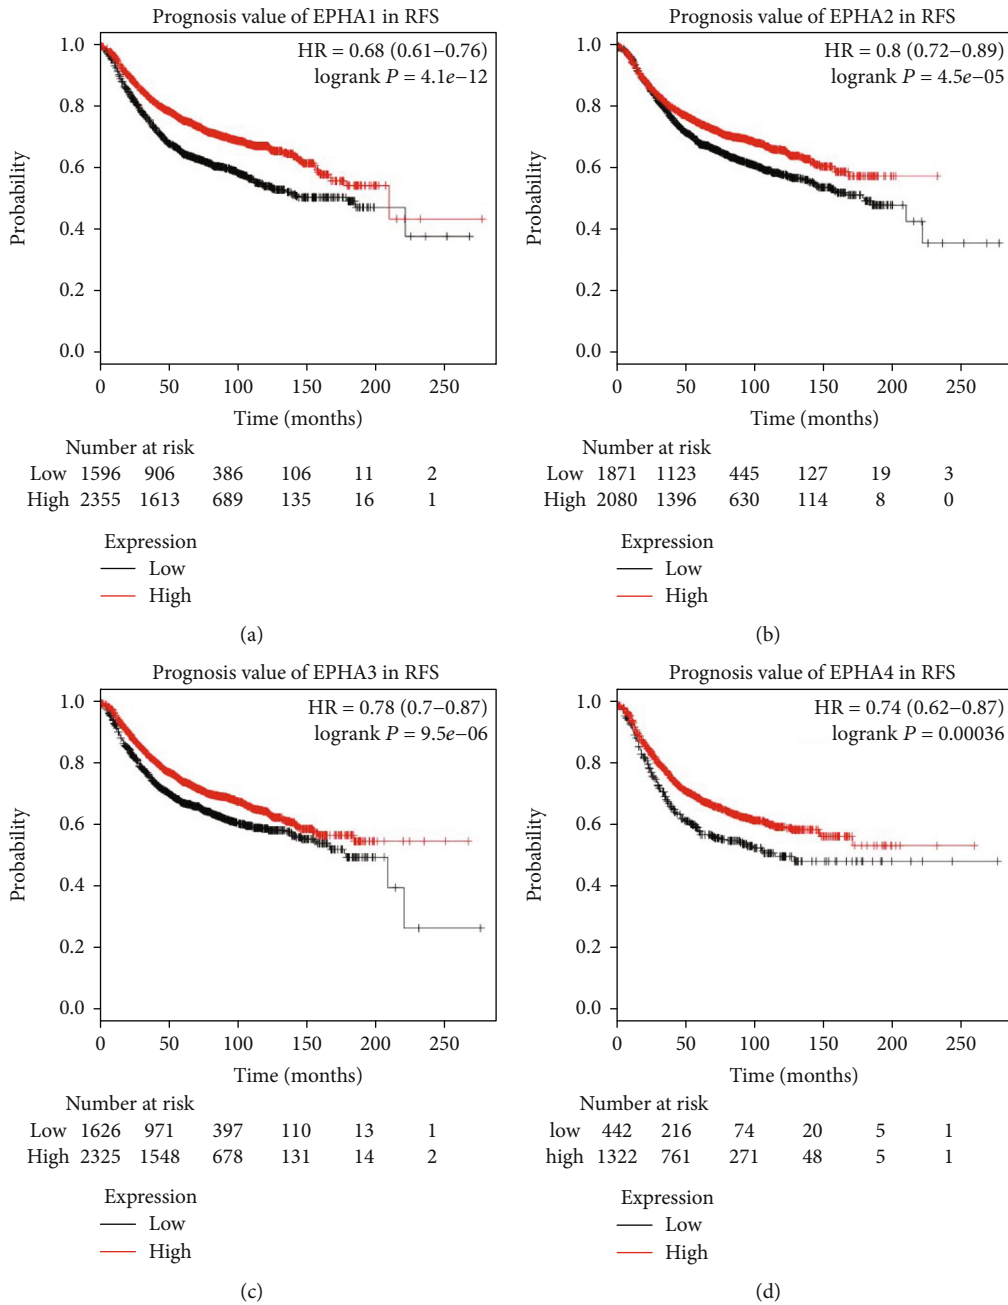 Prognosis value of EPHA1 in RFS
HR = 0.68 (0.61–0.76)
logrank P = 4.1e−12
1.0
0.8
0.6
0.4
0.2
0.0
Probability
0 50 100 150 200 250
Time (months)
Number at risk
Low 1596 906 386 106 11 2
High 2355 1613 689 135 16 1
Expression
Low
High
(a)
Prognosis value of EPHA2 in RFS
HR = 0.8 (0.72–0.89)
logrank P = 4.5e−05
1.0
0.8
0.6
0.4
0.2
0.0
Probability
0 50 100 150 200 250
Time (months)
Number at risk
Low 1871 1123 445 127 19 3
High 2080 1396 630 114 8 0
Expression
Low
High
(b)
Prognosis value of EPHA3 in RFS
HR = 0.78 (0.7–0.87)
logrank P = 9.5e−06
1.0
0.8
0.6
0.4
0.2
0.0
Probability
0 50 100 150 200 250
Time (months)
Number at risk
Low 1626 971 397 110 13 1
High 2325 1548 678 131 14 2
Expression
Low
High
(c)
Prognosis value of EPHA4 in RFS
HR = 0.74 (0.62–0.87)
logrank P = 0.00036
1.0
0.8
0.6
0.4
0.2
0.0
Probability
0 50 100 150 200 250
Time (months)
Number at risk
low 442 216 74 20 5 1
high 1322 761 271 48 5 1
Expression
Low
High
(d)